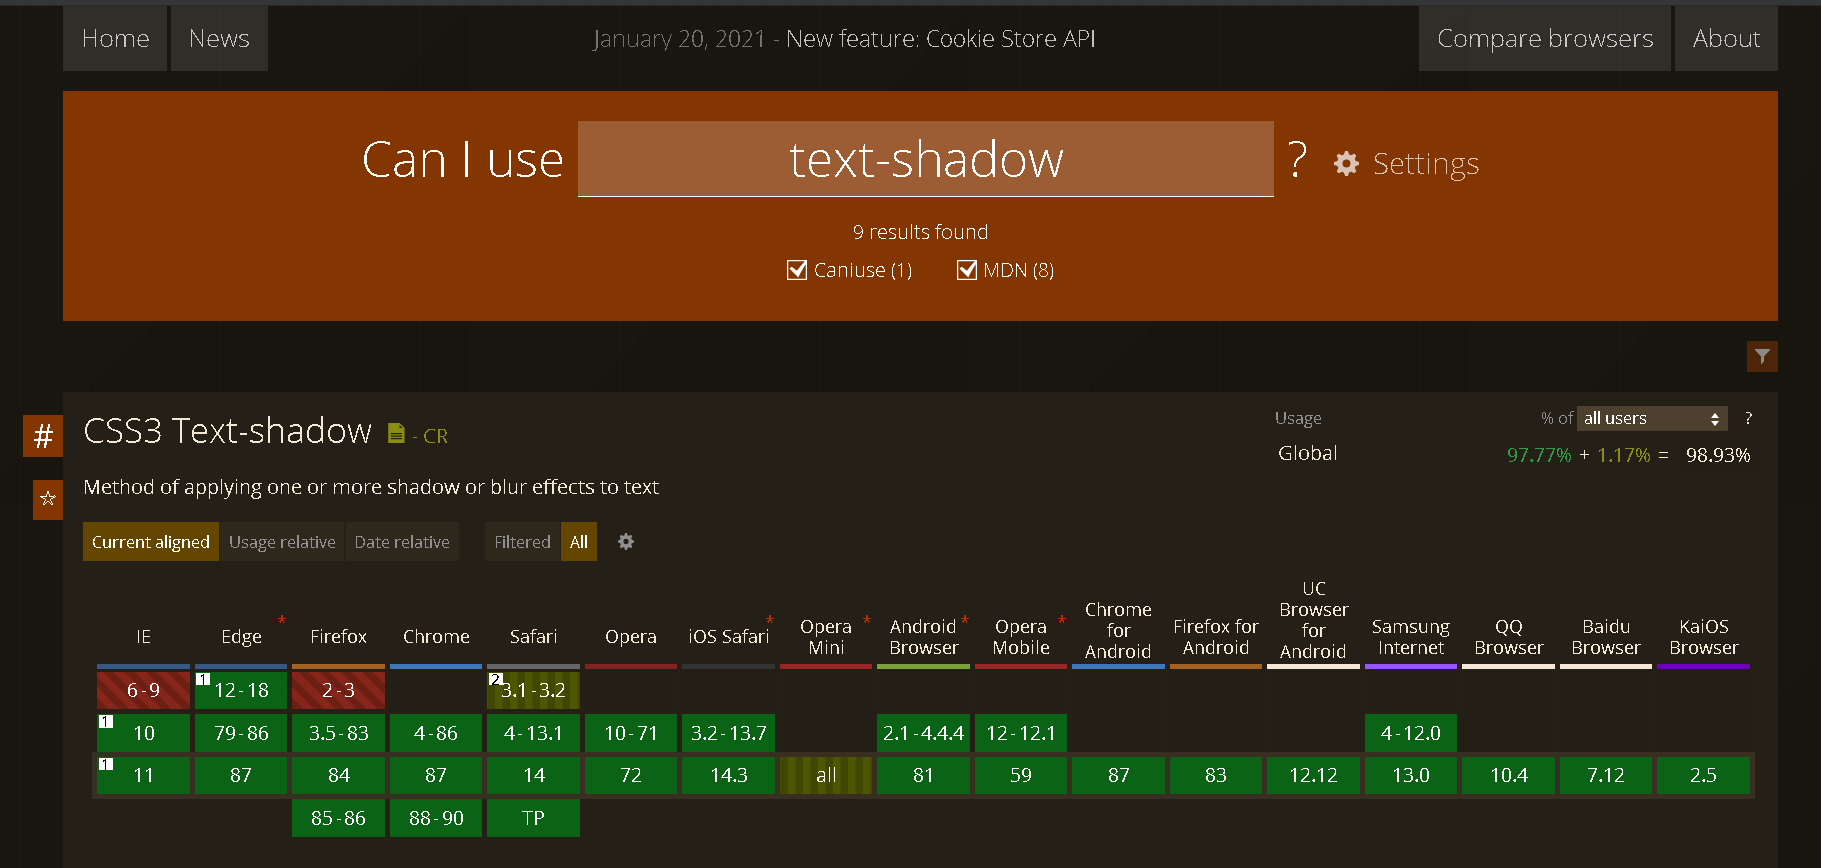 Home News January 20, 2021 - New feature: Cookie Store API Compare browsers About
Can I use text-shadow ? Settings
9 results found
Caniuse (1) MDN (8)
# CSS3 Text-shadow - CR
Usage % of all users ?
Global 97.77% + 1.17% = 98.93%
Method of applying one or more shadow or blur effects to text
Current aligned Usage relative Date relative Filtered All
IE
Edge *
Firefox
Chrome
Safari
Opera
iOS Safari *
Opera Mini *
Android Browser *
Opera Mobile *
Chrome for Android
Firefox for Android
UC Browser for Android
Samsung Internet
QQ Browser
Baidu Browser
KaiOS Browser
6-9 1 12-18 2-3 2 3.1-3.2
1 10 79-86 3.5-83 4-86 4-13.1 10-71 3.2-13.7 2.1-4.4.4 12-12.1 4-12.0
1 11 87 84 87 14 72 14.3 all 81 59 87 83 12.12 13.0 10.4 7.12 2.5
85-86 88-90 TP